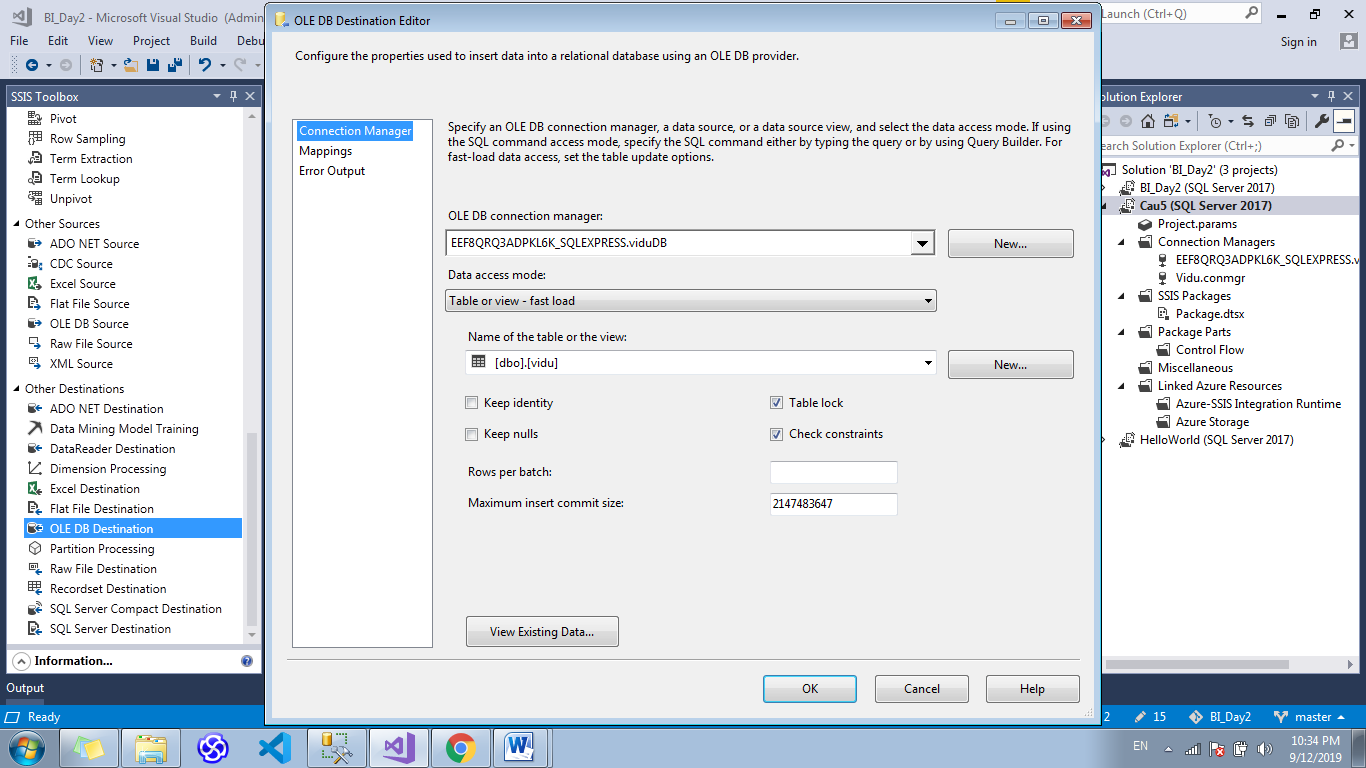 BI_Day2 - Microsoft Visual Studio (Admin
Launch (Ctrl+Q)
File Edit View Project Build Debu
Sign in
SSIS Toolbox
Pivot
Row Sampling
Term Extraction
Term Lookup
Unpivot
Other Sources
ADO NET Source
CDC Source
Excel Source
Flat File Source
OLE DB Source
Raw File Source
XML Source
Other Destinations
ADO NET Destination
Data Mining Model Training
DataReader Destination
Dimension Processing
Excel Destination
Flat File Destination
OLE DB Destination
Partition Processing
Raw File Destination
Recordset Destination
SQL Server Compact Destination
SQL Server Destination
Information...
Output
Ready
OLE DB Destination Editor
Configure the properties used to insert data into a relational database using an OLE DB provider.
Connection Manager
Mappings
Error Output
Specify an OLE DB connection manager, a data source, or a data source view, and select the data access mode. If using
the SQL command access mode, specify the SQL command either by typing the query or by using Query Builder. For
fast-load data access, set the table update options.
OLE DB connection manager:
EEF8QRQ3ADPKL6K_SQLEXPRESS.viduDB
New...
Data access mode:
Table or view - fast load
Name of the table or the view:
[dbo].[vidu]
New...
Keep identity
Table lock
Keep nulls
Check constraints
Rows per batch:
Maximum insert commit size:
2147483647
View Existing Data...
OK
Cancel
Help
olution Explorer
earch Solution Explorer (Ctrl+;)
Solution 'BI_Day2' (3 projects)
BI_Day2 (SQL Server 2017)
Cau5 (SQL Server 2017)
Project.params
Connection Managers
EEF8QRQ3ADPKL6K_SQLEXPRESS.v
Vidu.conmgr
SSIS Packages
Package.dtsx
Package Parts
Control Flow
Miscellaneous
Linked Azure Resources
Azure-SSIS Integration Runtime
Azure Storage
HelloWorld (SQL Server 2017)
2 15 BI_Day2 master
EN
10:34 PM
9/12/2019